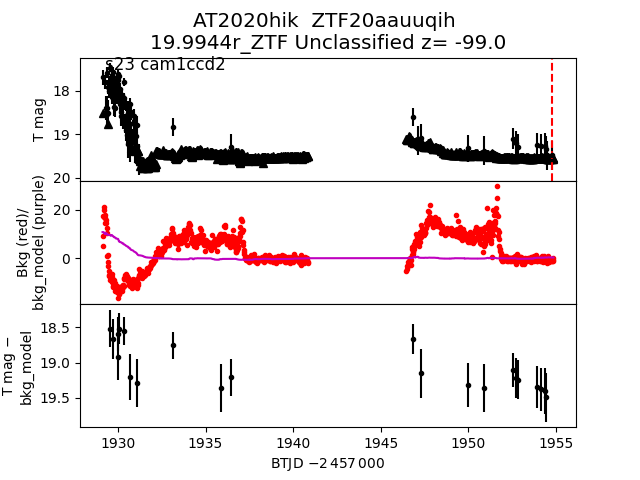 AT2020hik  ZTF20aauuqih
19.9944r_ZTF Unclassified z= -99.0
s23 cam1ccd2
T mag
18
19
20
Bkg (red)/
bkg_model (purple)
20
0
T mag −
bkg_model
18.5
19.0
19.5
1930
1935
1940
1945
1950
1955
BTJD −2 457 000